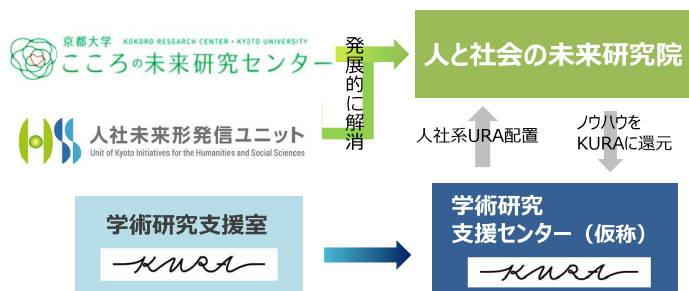 京都大学 KOKORO RESEARCH CENTER・KYOTO UNIVERSITY
こころの未来研究センター
人社未来形発信ユニット
Unit of Kyoto Initiatives for the Humanities and Social Sciences
発展的に解消
人と社会の未来研究院
人社系URA配置
ノウハウを
KURAに還元
学術研究支援室
KURA
学術研究
支援センター（仮称）
KURA